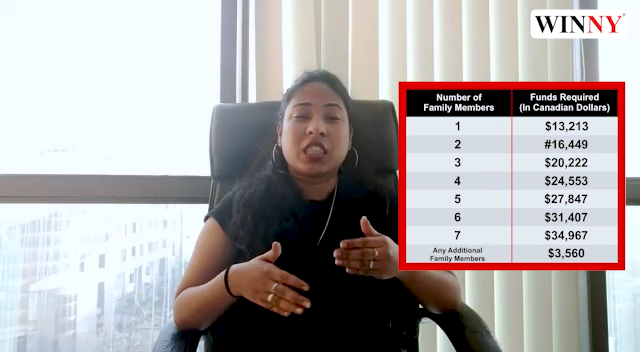 WINNY
Number of Family Members Funds Required (In Canadian Dollars)
1 $13,213
2 #16,449
3 $20,222
4 $24,553
5 $27,847
6 $31,407
7 $34,967
Any Additional Family Members $3,560